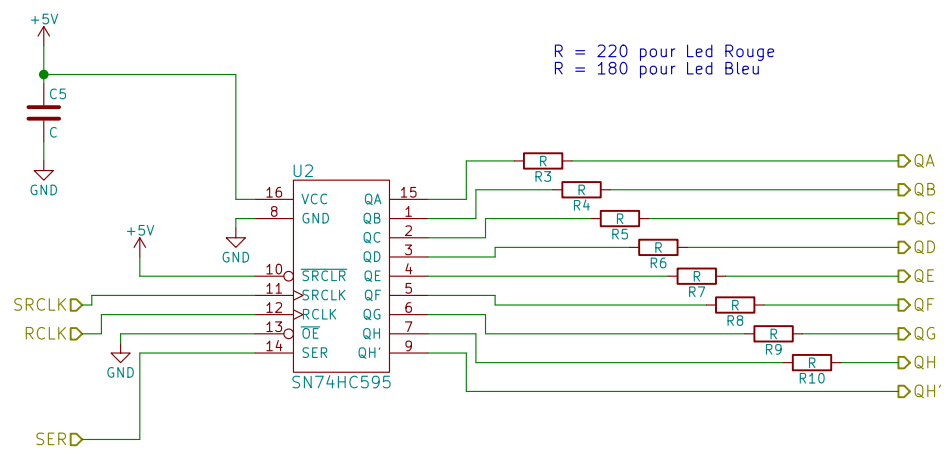 +5V
R = 220 pour Led Rouge
R = 180 pour Led Bleu
C5
C
GND
U2
16 VCC QA 15
8 GND QB 1
QC 2
QD 3
10 SRCLR QE 4
11 SRCLK QF 5
12 RCLK QG 6
13 OE QH 7
14 SER QH' 9
SN74HC595
GND
+5V
SRCLK
RCLK
GND
SER
R
R3
QA
R
R4
QB
R
R5
QC
R
R6
QD
R
R7
QE
R
R8
QF
R
R9
QG
R
R10
QH
QH'